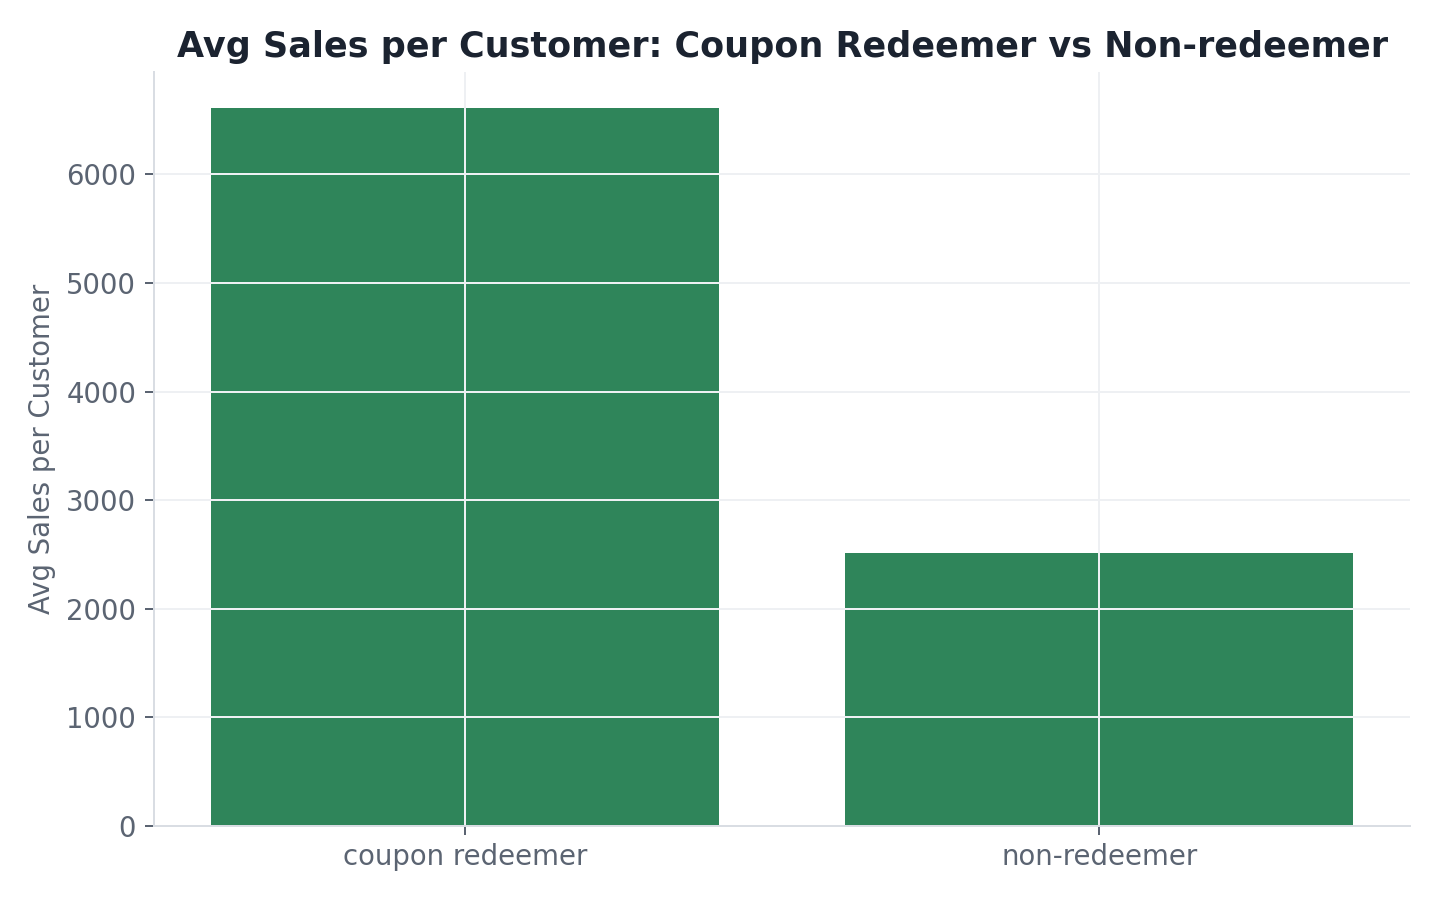 Avg Sales per Customer: Coupon Redeemer vs Non-redeemer
Avg Sales per Customer
6000
5000
4000
3000
2000
1000
0
coupon redeemer
non-redeemer